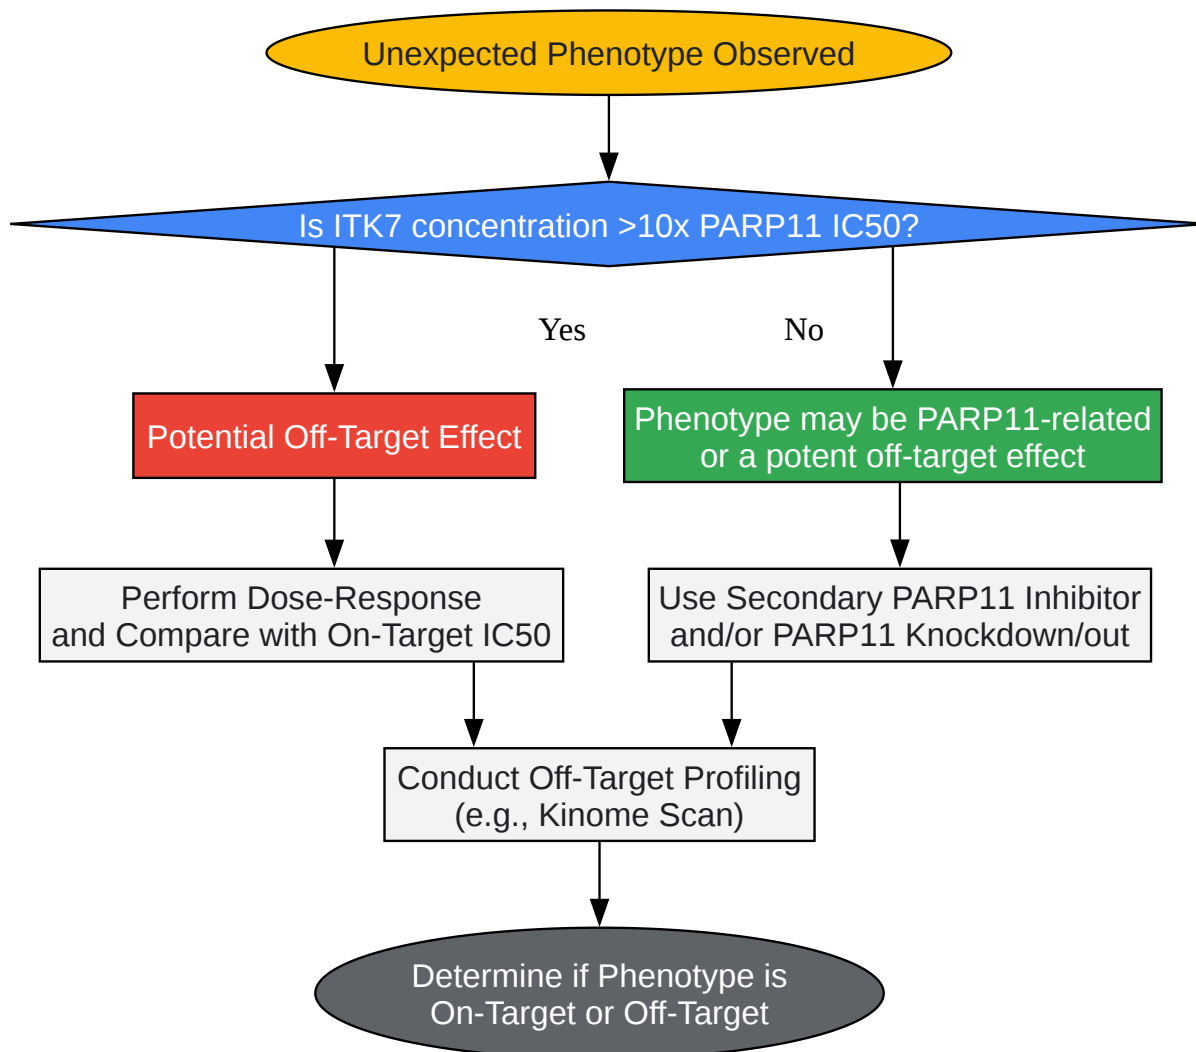 Unexpected Phenotype Observed
Is ITK7 concentration >10x PARP11 IC50?
Yes
No
Potential Off-Target Effect
Phenotype may be PARP11-related
or a potent off-target effect
Perform Dose-Response
and Compare with On-Target IC50
Use Secondary PARP11 Inhibitor
and/or PARP11 Knockdown/out
Conduct Off-Target Profiling
(e.g., Kinome Scan)
Determine if Phenotype is
On-Target or Off-Target